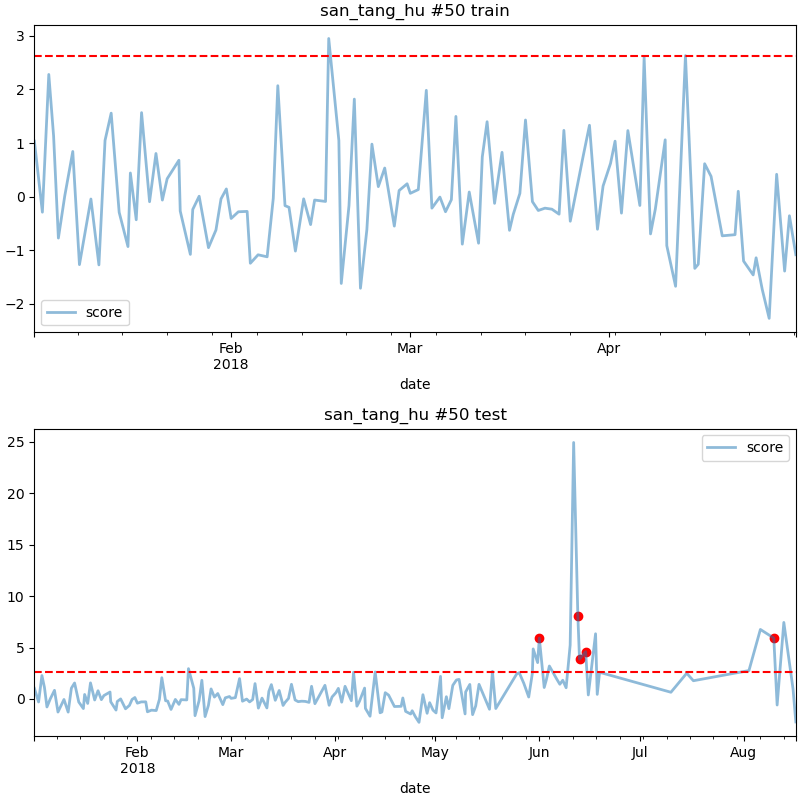 san_tang_hu #50 train
3
2
1
0
−1
−2
score
Feb
2018
Mar
Apr
date
san_tang_hu #50 test
25
20
15
10
5
0
score
Feb
2018
Mar
Apr
May
Jun
Jul
Aug
date